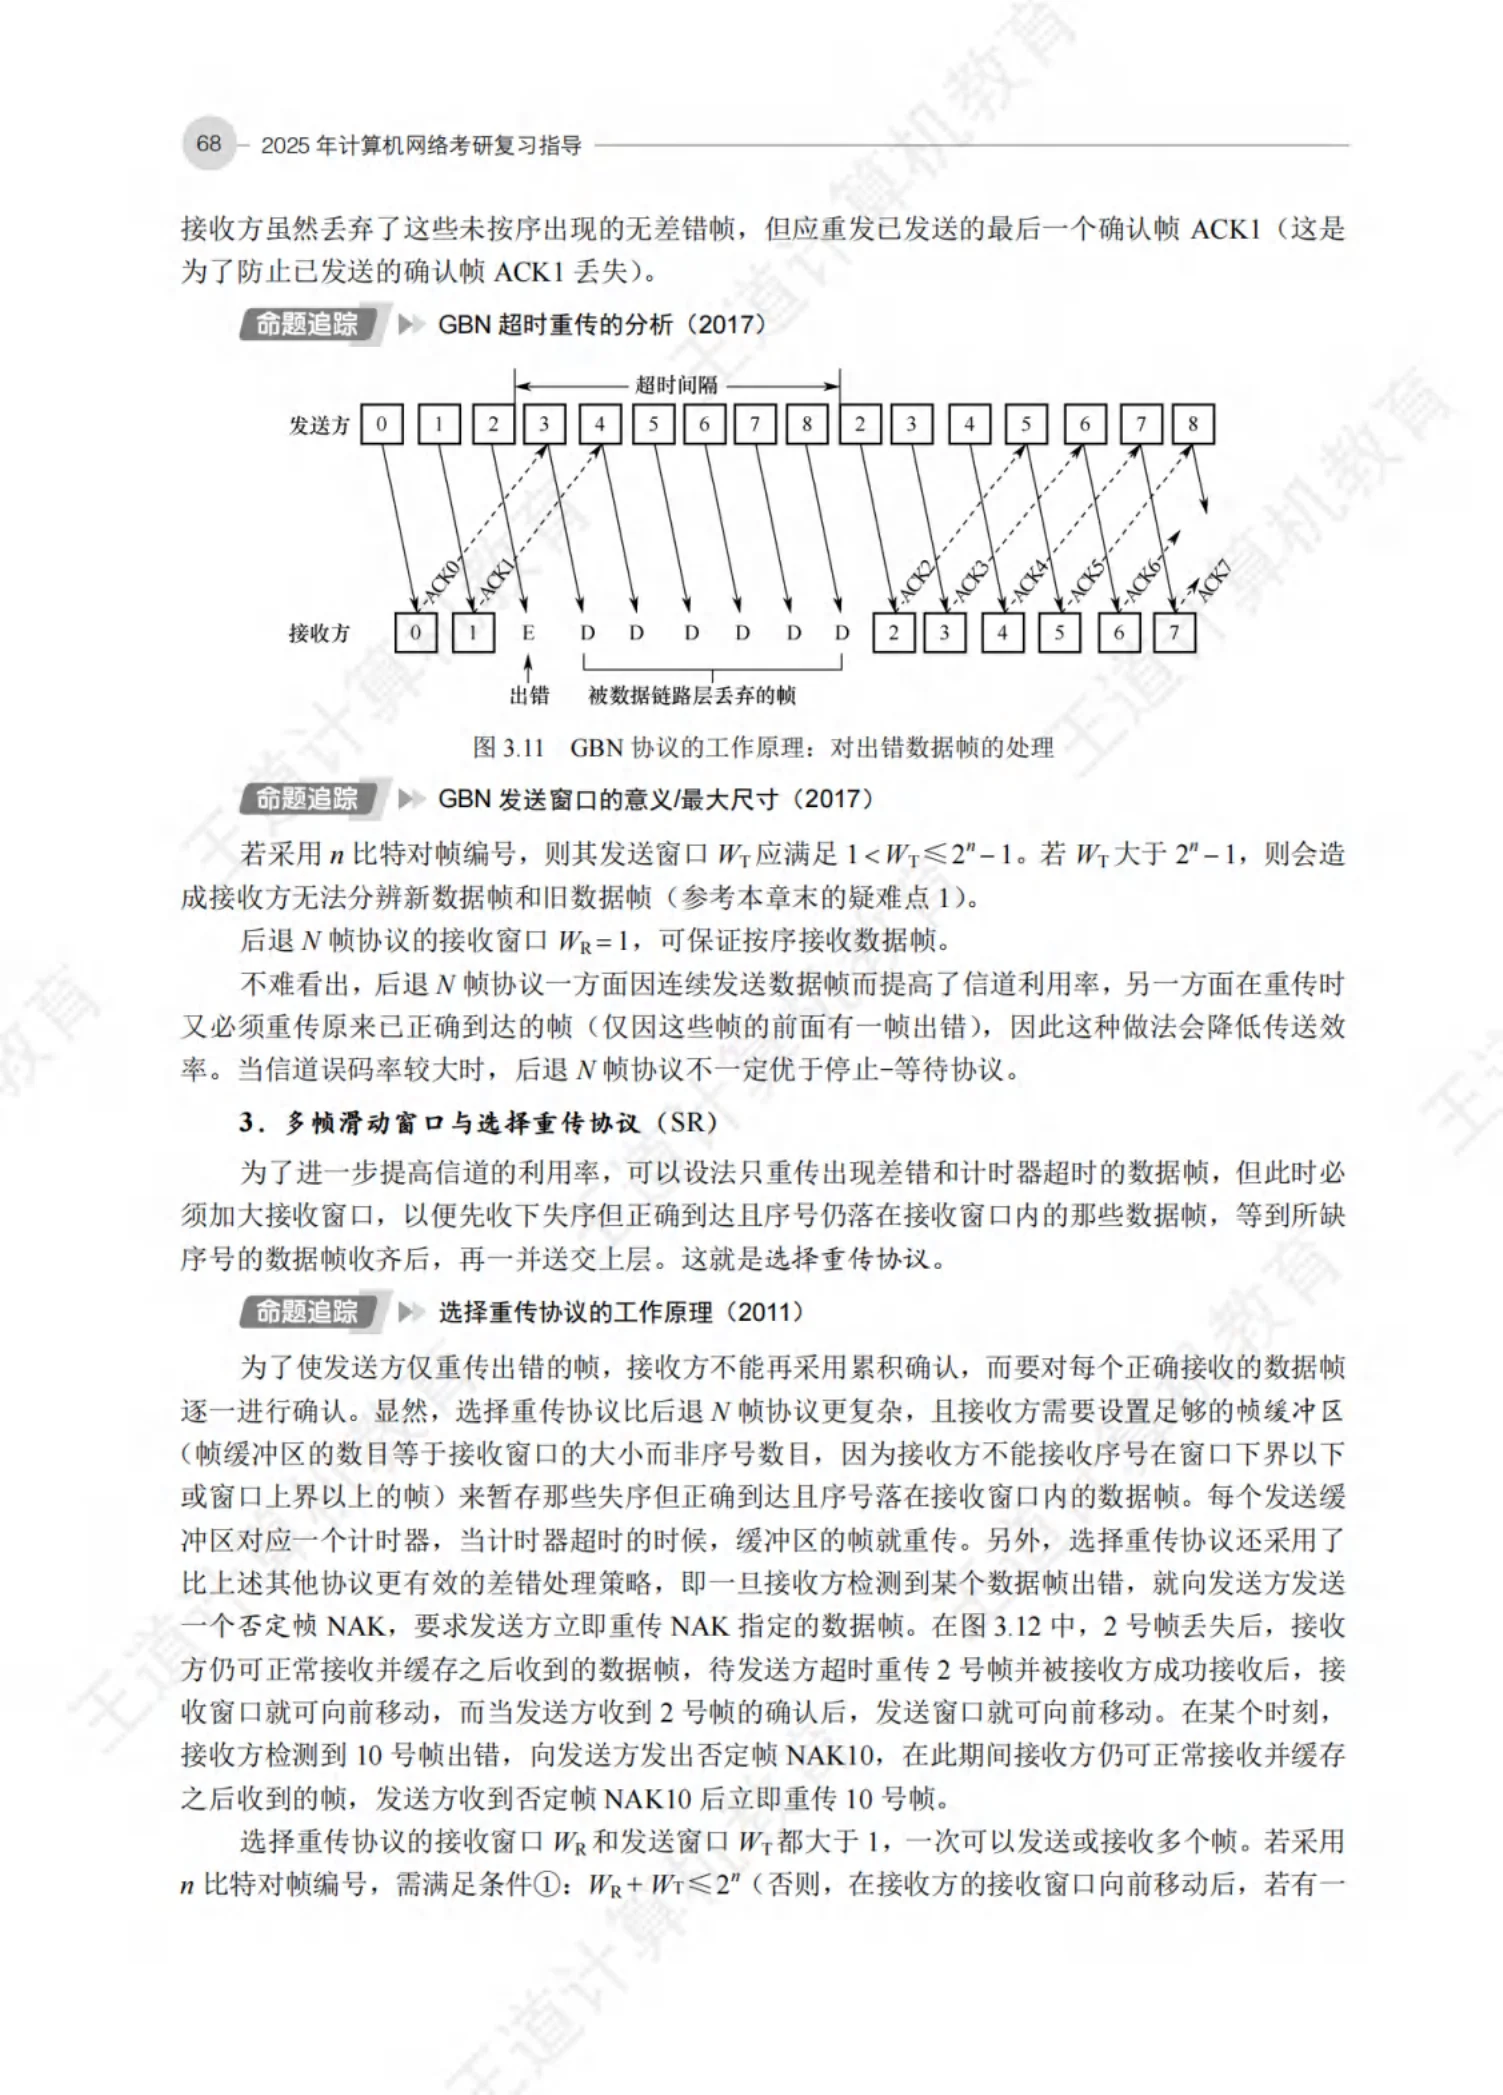 68 2025 年计算机网络考研复习指导
接收方虽然丢弃了这些未按序出现的无差错帧，但应重发已发送的最后一个确认帧 ACK1（这是
为了防止已发送的确认帧 ACK1 丢失）。
命题追踪 GBN 超时重传的分析（2017）
超时间隔
发送方 0 1 2 3 4 5 6 7 8 2 3 4 5 6 7 8
ACK0 ACK1 ACK2 ACK3 ACK4 ACK5 ACK6 ACK7
接收方 0 1 E D D D D D D 2 3 4 5 6 7
出错 被数据链路层丢弃的帧
图 3.11 GBN 协议的工作原理：对出错数据帧的处理
命题追踪 GBN 发送窗口的意义/最大尺寸（2017）
若采用 n 比特对帧编号，则其发送窗口 W_T 应满足 1 < W_T ≤ 2^n − 1。若 W_T 大于 2^n − 1，则会造
成接收方无法分辨新数据帧和旧数据帧（参考本章末的疑难点 1）。
后退 N 帧协议的接收窗口 W_R = 1，可保证按序接收数据帧。
不难看出，后退 N 帧协议一方面因连续发送数据帧而提高了信道利用率，另一方面在重传时
又必须重传原来已正确到达的帧（仅因这些帧的前面有一帧出错），因此这种做法会降低传送效
率。当信道误码率较大时，后退 N 帧协议不一定优于停止-等待协议。
3．多帧滑动窗口与选择重传协议（SR）
为了进一步提高信道的利用率，可以设法只重传出现差错和计时器超时的数据帧，但此时必
须加大接收窗口，以便先收下失序但正确到达且序号仍落在接收窗口内的那些数据帧，等到所缺
序号的数据帧收齐后，再一并送交上层。这就是选择重传协议。
命题追踪 选择重传协议的工作原理（2011）
为了使发送方仅重传出错的帧，接收方不能再采用累积确认，而要对每个正确接收的数据帧
逐一进行确认。显然，选择重传协议比后退 N 帧协议更复杂，且接收方需要设置足够的帧缓冲区
（帧缓冲区的数目等于接收窗口的大小而非序号数目，因为接收方不能接收序号在窗口下界以下
或窗口上界以上的帧）来暂存那些失序但正确到达且序号落在接收窗口内的数据帧。每个发送缓
冲区对应一个计时器，当计时器超时的时候，缓冲区的帧就重传。另外，选择重传协议还采用了
比上述其他协议更有效的差错处理策略，即一旦接收方检测到某个数据帧出错，就向发送方发送
一个否定帧 NAK，要求发送方立即重传 NAK 指定的数据帧。在图 3.12 中，2 号帧丢失后，接收
方仍可正常接收并缓存之后收到的数据帧，待发送方超时重传 2 号帧并被接收方成功接收后，接
收窗口就可向前移动，而当发送方收到 2 号帧的确认后，发送窗口就可向前移动。在某个时刻，
接收方检测到 10 号帧出错，向发送方发出否定帧 NAK10，在此期间接收方仍可正常接收并缓存
之后收到的帧，发送方收到否定帧 NAK10 后立即重传 10 号帧。
选择重传协议的接收窗口 W_R 和发送窗口 W_T 都大于 1，一次可以发送或接收多个帧。若采用
n 比特对帧编号，需满足条件①：W_R + W_T ≤ 2^n（否则，在接收方的接收窗口向前移动后，若有一
王道计算机教育